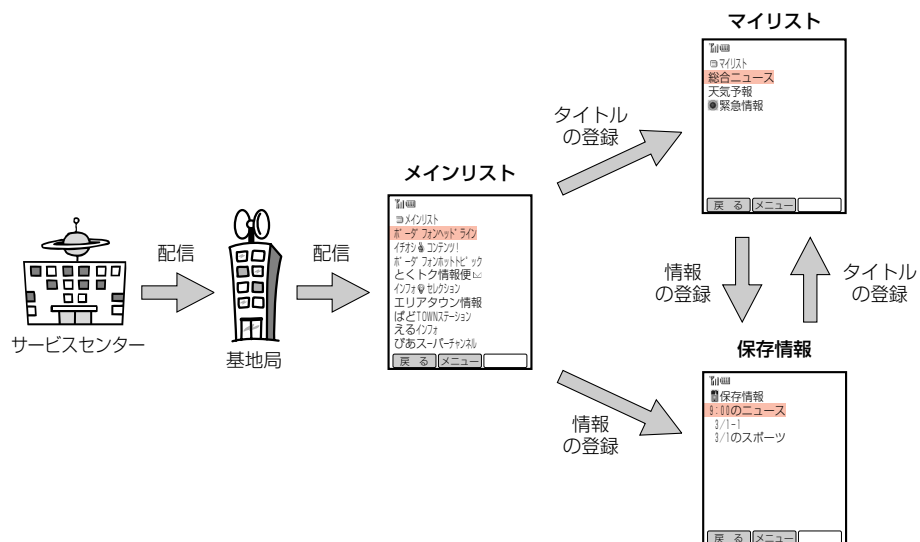 マイリスト
マイリスト
総合ニュース
天気予報
緊急情報
戻る メニュー
タイトル
の登録
メインリスト
メインリスト
ボーダフォンヘッドライン
イチオシ コンテンツ!
ボーダフォンホットトピック
とくトク情報便
インフォ セレクション
エリアタウン情報
ぱどTOWNステーション
えるインフォ
ぴあスーパーチャンネル
戻る メニュー
配信
配信
サービスセンター
基地局
情報
の登録
タイトル
の登録
情報
の登録
保存情報
保存情報
9:00のニュース
3/1-1
3/1のスポーツ
戻る メニュー